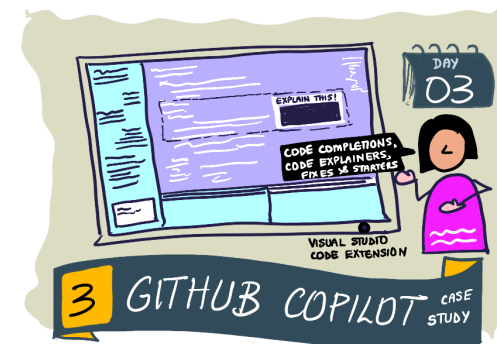 DAY
03
EXPLAIN THIS!
CODE COMPLETIONS,
CODE EXPLAINERS,
FIXES && STARTERS
VISUAL STUDIO
CODE EXTENSION
3 GITHUB COPILOT CASE
STUDY